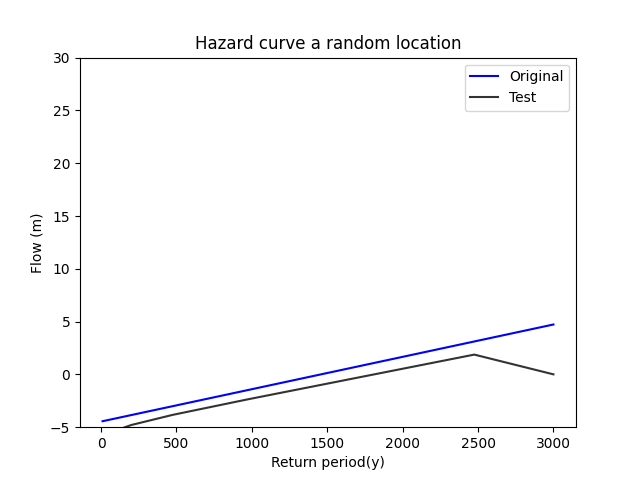 Hazard curve a random location
Original
Test
30
25
20
15
10
5
0
−5
Flow (m)
0 500 1000 1500 2000 2500 3000
Return period(y)